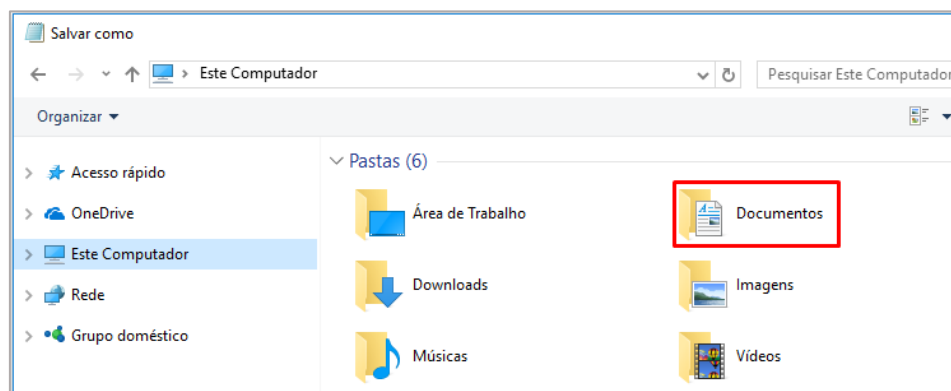 Salvar como
Este Computador
Pesquisar Este Computador
Organizar
Acesso rápido
OneDrive
Este Computador
Rede
Grupo doméstico
Pastas (6)
Área de Trabalho
Documentos
Downloads
Imagens
Músicas
Vídeos